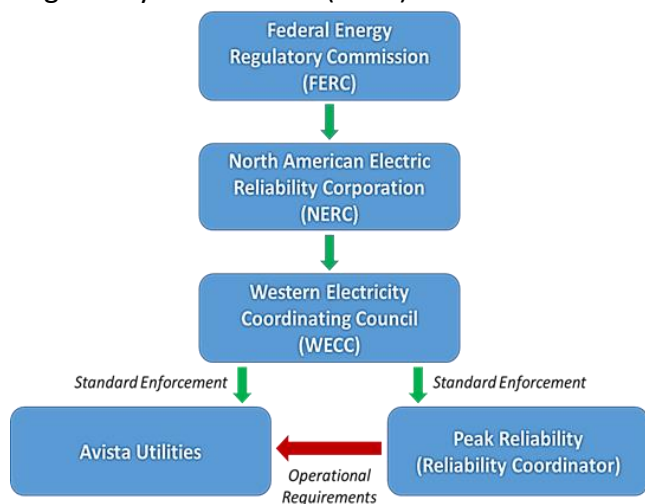 Federal Energy
Regulatory Commission
(FERC)
North American Electric
Reliability Corporation
(NERC)
Western Electricity
Coordinating Council
(WECC)
Standard Enforcement
Standard Enforcement
Avista Utilities
Peak Reliability
(Reliability Coordinator)
Operational
Requirements